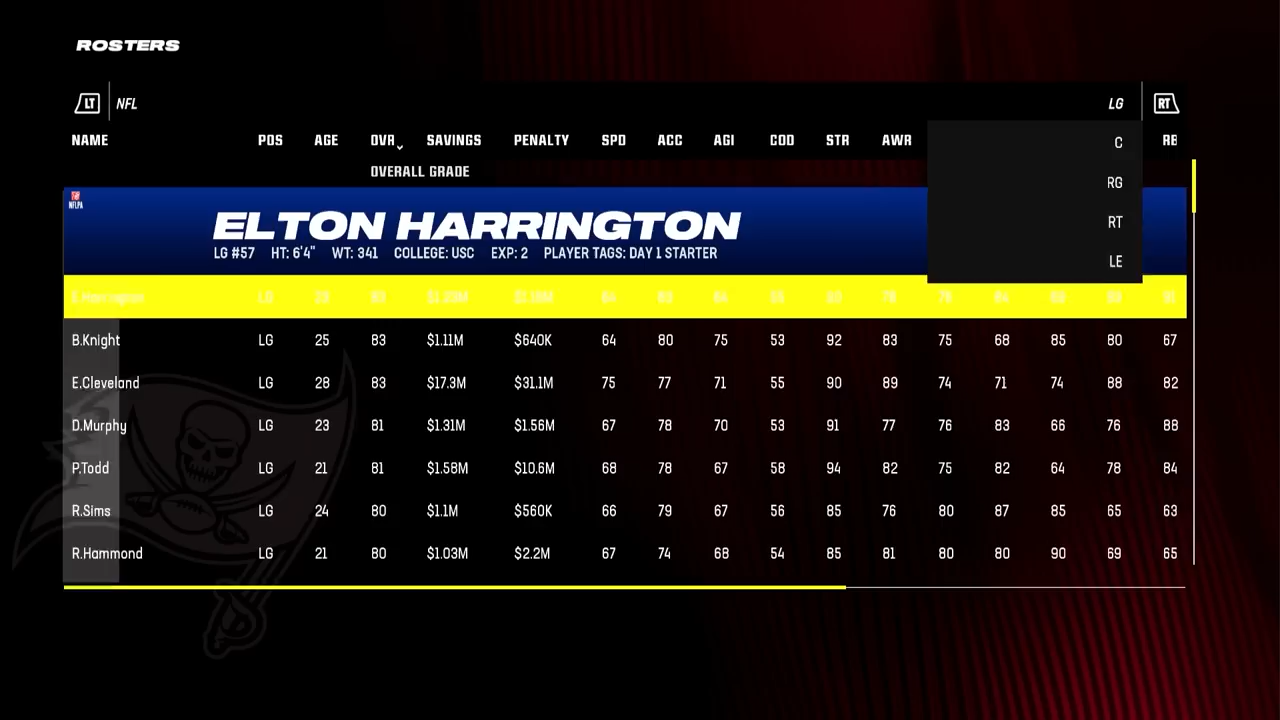 ROSTERS
LT NFL LG RT
NAME POS AGE OVR SAVINGS PENALTY SPD ACC AGI COD STR AWR C RB
OVERALL GRADE
RG
NFLPA
ELTON HARRINGTON
RT
LG #57 HT: 6'4" WT: 341 COLLEGE: USC EXP: 2 PLAYER TAGS: DAY 1 STARTER
LE
E.Harrington LG
B.Knight LG 25 83 $1.11M $640K 64 80 75 53 92 83 75 68 85 80 67
E.Cleveland LG 28 83 $17.3M $31.1M 75 77 71 55 90 89 74 71 74 88 82
D.Murphy LG 23 81 $1.31M $1.56M 67 78 70 53 91 77 76 83 66 76 88
P.Todd LG 21 81 $1.58M $10.6M 68 78 67 58 94 82 75 82 64 78 84
R.Sims LG 24 80 $1.1M $560K 66 79 67 56 85 76 80 87 85 65 63
R.Hammond LG 21 80 $1.03M $2.2M 67 74 68 54 85 81 80 80 90 69 65